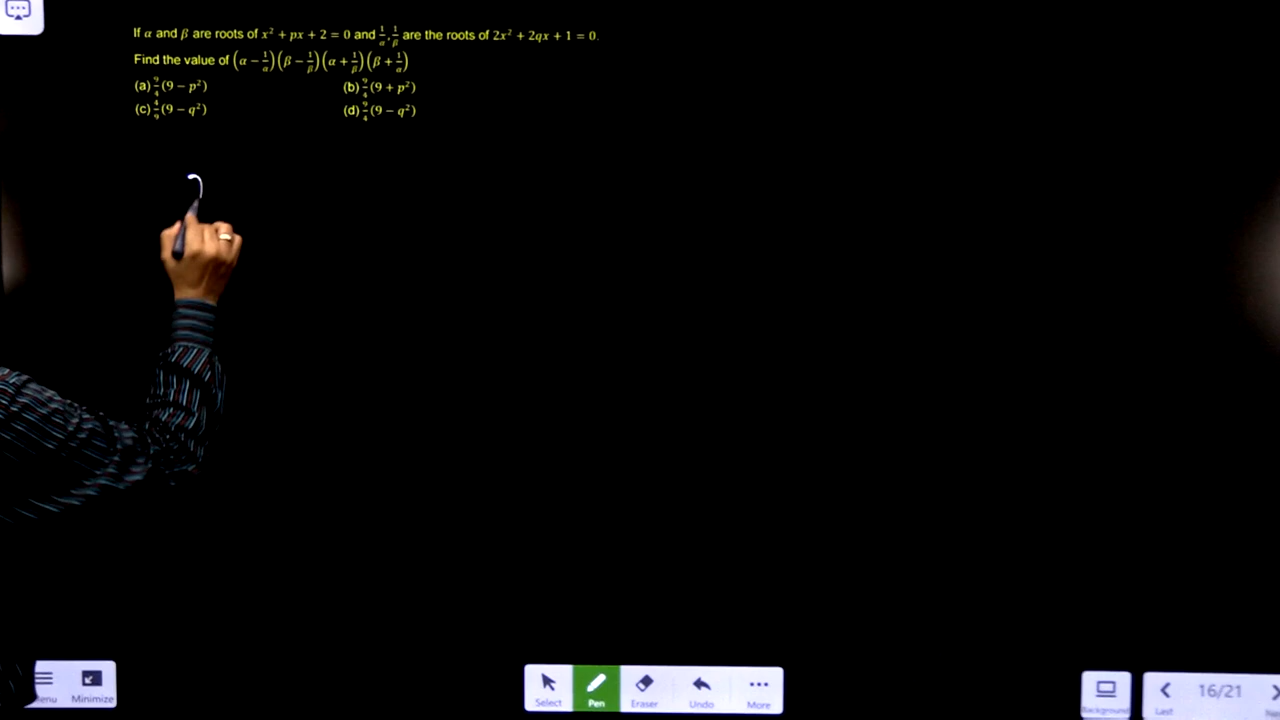 If α and β are roots of x² + px + 2 = 0 and 1/α, 1/β are the roots of 2x² + 2qx + 1 = 0.
Find the value of (α − 1/α)(β − 1/β)(α + 1/β)(β + 1/α)
(a) 9/4 (9 − p²) (b) 9/4 (9 + p²)
(c) 4/9 (9 − q²) (d) 9/4 (9 − q²)
Minimize Select Pen Eraser Undo More Background Last 16/21